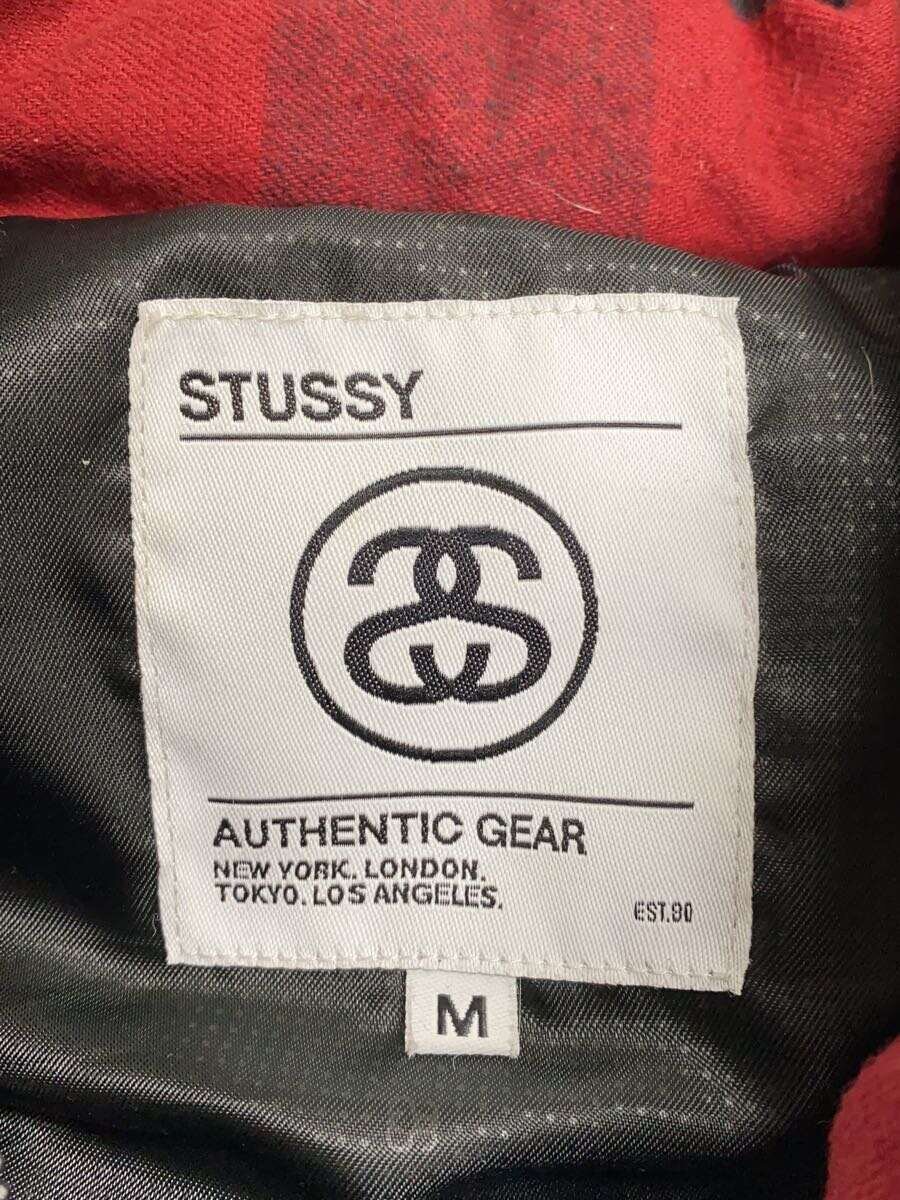 STUSSY
AUTHENTIC GEAR
NEW YORK. LONDON.
TOKYO. LOS ANGELES.
EST.80
M